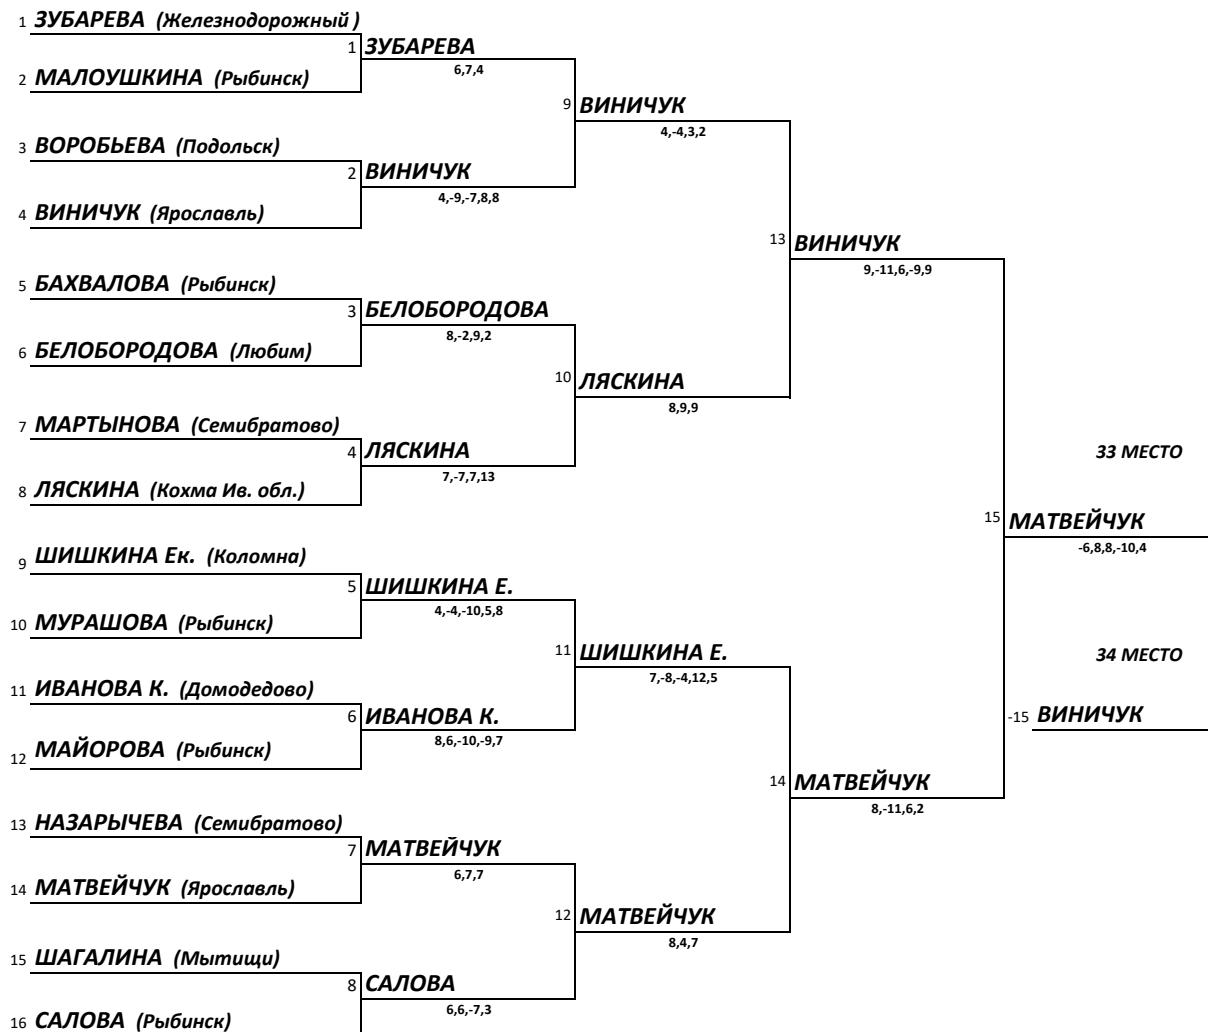 1 ЗУБАРЕВА (Железнодорожный )
1 ЗУБАРЕВА
6,7,4
2 МАЛОУШКИНА (Рыбинск)
9 ВИНИЧУК
4,-4,3,2
3 ВОРОБЬЕВА (Подольск)
2 ВИНИЧУК
4,-9,-7,8,8
4 ВИНИЧУК (Ярославль)
13 ВИНИЧУК
9,-11,6,-9,9
5 БАХВАЛОВА (Рыбинск)
3 БЕЛОБОРОДОВА
8,-2,9,2
6 БЕЛОБОРОДОВА (Любим)
10 ЛЯСКИНА
8,9,9
7 МАРТЫНОВА (Семибратово)
4 ЛЯСКИНА
7,-7,7,13
33 МЕСТО
8 ЛЯСКИНА (Кохма Ив. обл.)
15 МАТВЕЙЧУК
-6,8,8,-10,4
9 ШИШКИНА Ек. (Коломна)
5 ШИШКИНА Е.
4,-4,-10,5,8
10 МУРАШОВА (Рыбинск)
11 ШИШКИНА Е.
7,-8,-4,12,5
34 МЕСТО
11 ИВАНОВА К. (Домодедово)
6 ИВАНОВА К.
8,6,-10,-9,7
-15 ВИНИЧУК
12 МАЙОРОВА (Рыбинск)
14 МАТВЕЙЧУК
8,-11,6,2
13 НАЗАРЫЧЕВА (Семибратово)
7 МАТВЕЙЧУК
6,7,7
14 МАТВЕЙЧУК (Ярославль)
12 МАТВЕЙЧУК
8,4,7
15 ШАГАЛИНА (Мытищи)
8 САЛОВА
6,6,-7,3
16 САЛОВА (Рыбинск)